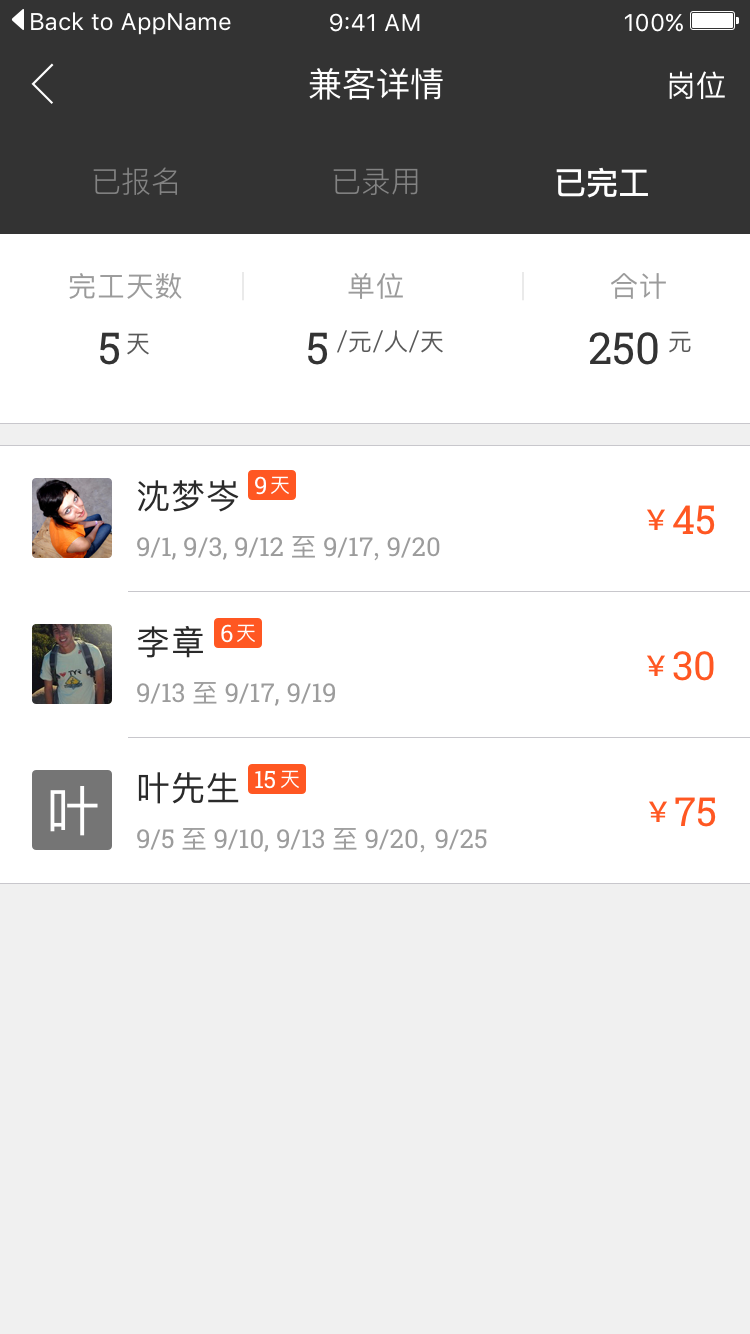 Back to AppName 9:41 AM 100%
兼客详情 岗位
已报名 已录用 已完工
完工天数 单位 合计
5天 5/元/人/天 250元
沈梦岑 9天
¥45
9/1, 9/3, 9/12 至 9/17, 9/20
李章 6天
¥30
9/13 至 9/17, 9/19
叶
叶先生 15天
¥75
9/5 至 9/10, 9/13 至 9/20, 9/25